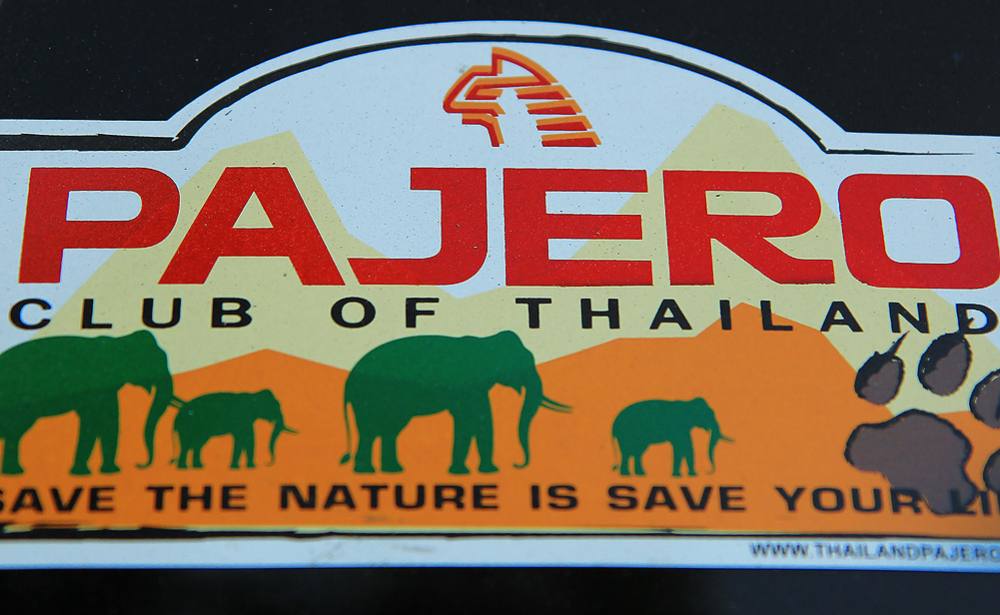 PAJERO
CLUB OF THAILAND
SAVE THE NATURE IS SAVE YOUR
WWW.THAILANDPAJERO